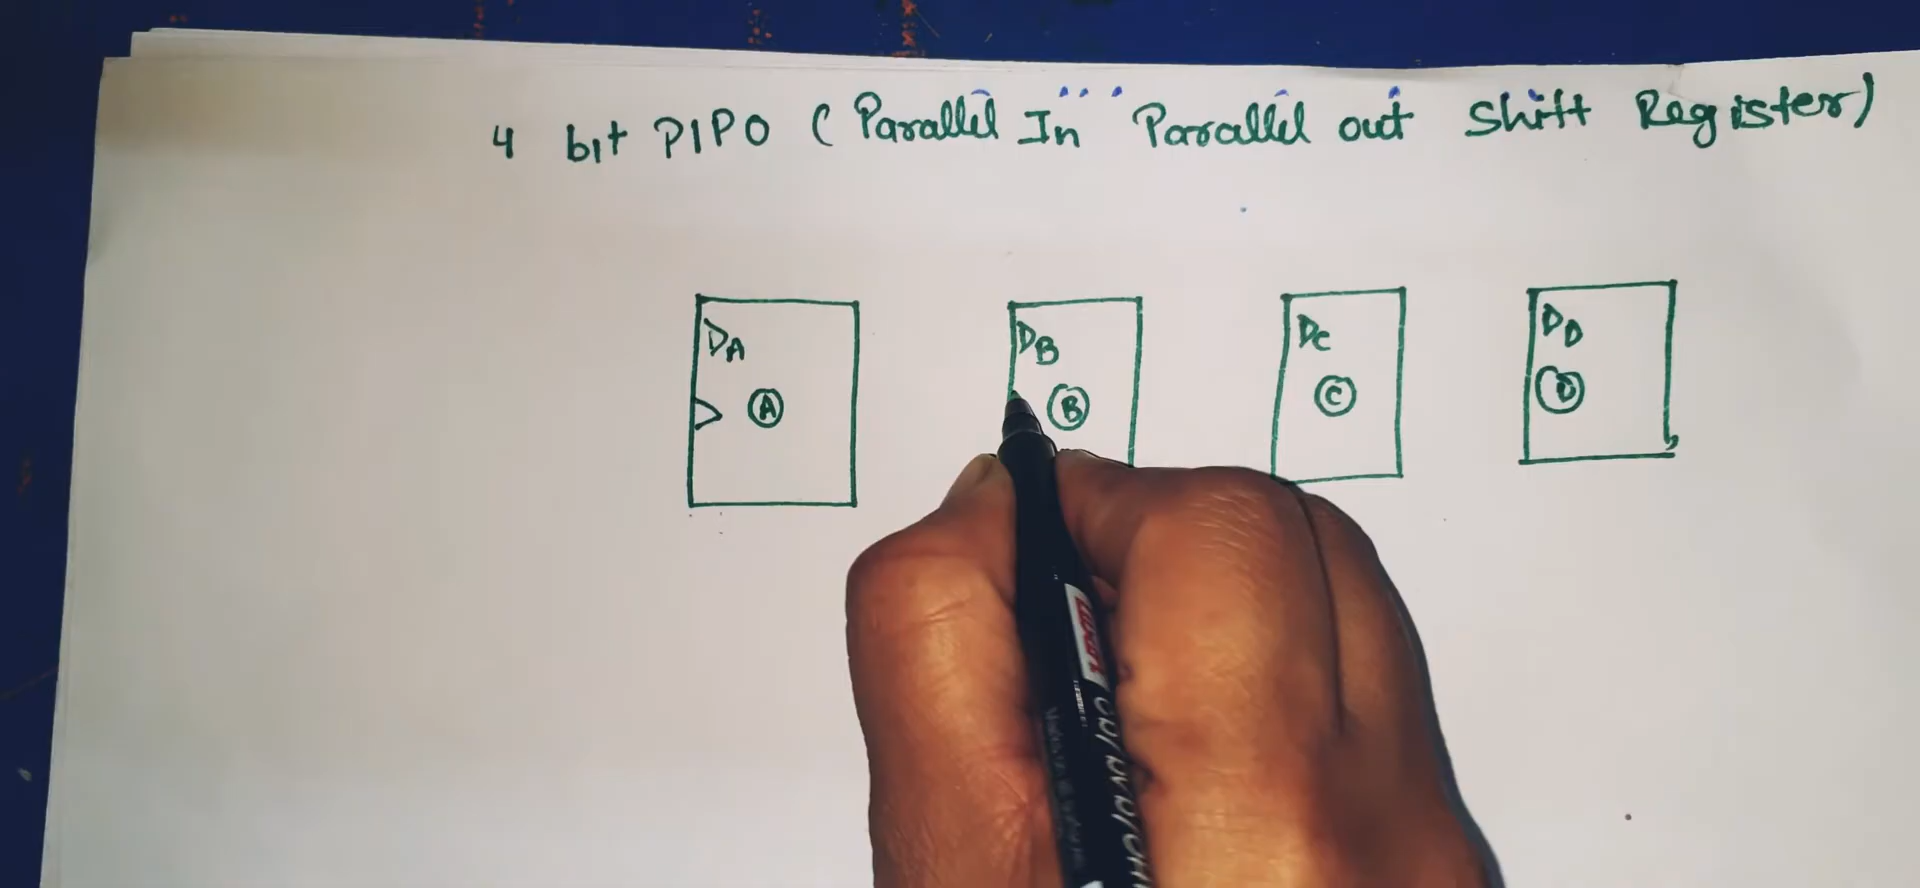 4 bit PIPO (Parallel In Parallel out Shift Register)
DA DB DC DD
A B C D